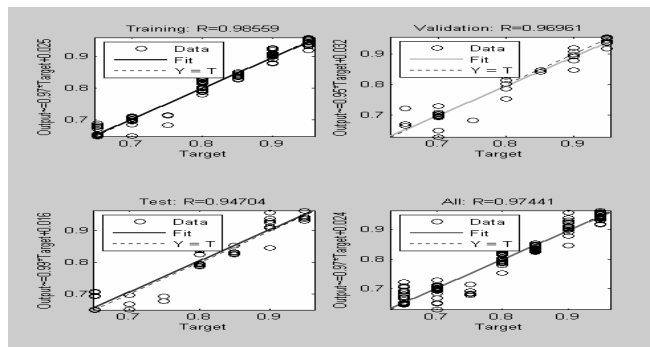 Training: R=0.98559
Output~=0.97*Target+0.025
Data
Fit
Y = T
0.9
0.8
0.7
0.7
0.8
0.9
Target
Validation: R=0.96961
Output~=0.95*Target+0.032
Data
Fit
Y = T
0.9
0.8
0.7
0.7
0.8
0.9
Target
Test: R=0.94704
Output~=0.99*Target+0.016
Data
Fit
Y = T
0.9
0.8
0.7
0.7
0.8
0.9
Target
All: R=0.97441
Output~=0.97*Target+0.024
Data
Fit
Y = T
0.9
0.8
0.7
0.7
0.8
0.9
Target